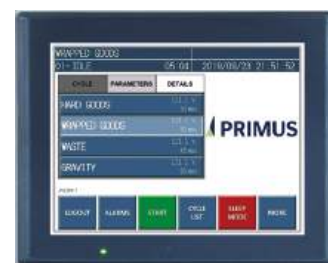 WRAPPED GOODS
01- IDLE 05:04 2019/08/23 21:51:52
CYCLE PARAMETERS DETAILS
HARD GOODS
WRAPPED GOODS
WASTE
GRAVITY
PRIMUS
LOGOUT ALARMS START CYCLE LIST SLEEP MODE MORE